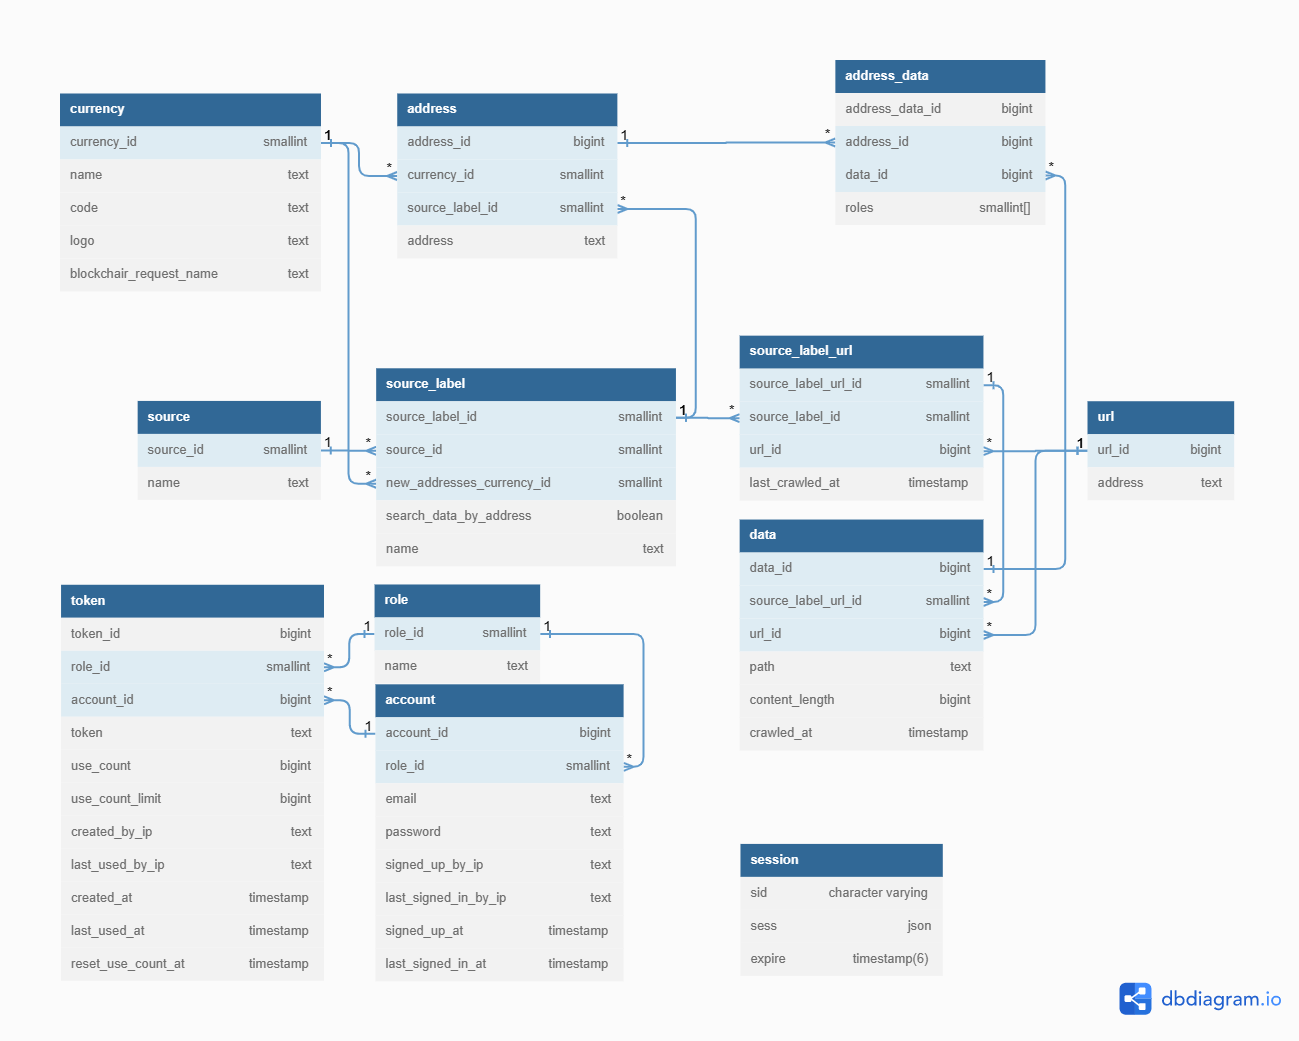 currency
currency_id smallint
name text
code text
logo text
blockchair_request_name text
1
*
address
address_id bigint
currency_id smallint
source_label_id smallint
address text
1
*
*
address_data
address_data_id bigint
address_id bigint
data_id bigint
roles smallint[]
*
source
source_id smallint
name text
1
*
*
source_label
source_label_id smallint
source_id smallint
new_addresses_currency_id smallint
search_data_by_address boolean
name text
1
*
source_label_url
source_label_url_id smallint
source_label_id smallint
url_id bigint
last_crawled_at timestamp
1
*
1
url
url_id bigint
address text
data
data_id bigint
source_label_url_id smallint
url_id bigint
path text
content_length bigint
crawled_at timestamp
1
*
*
token
token_id bigint
role_id smallint
account_id bigint
token text
use_count bigint
use_count_limit bigint
created_by_ip text
last_used_by_ip text
created_at timestamp
last_used_at timestamp
reset_use_count_at timestamp
*
*
1
1
role
role_id smallint
name text
1
account
account_id bigint
role_id smallint
email text
password text
signed_up_by_ip text
last_signed_in_by_ip text
signed_up_at timestamp
last_signed_in_at timestamp
*
session
sid character varying
sess json
expire timestamp(6)
dbdiagram.io